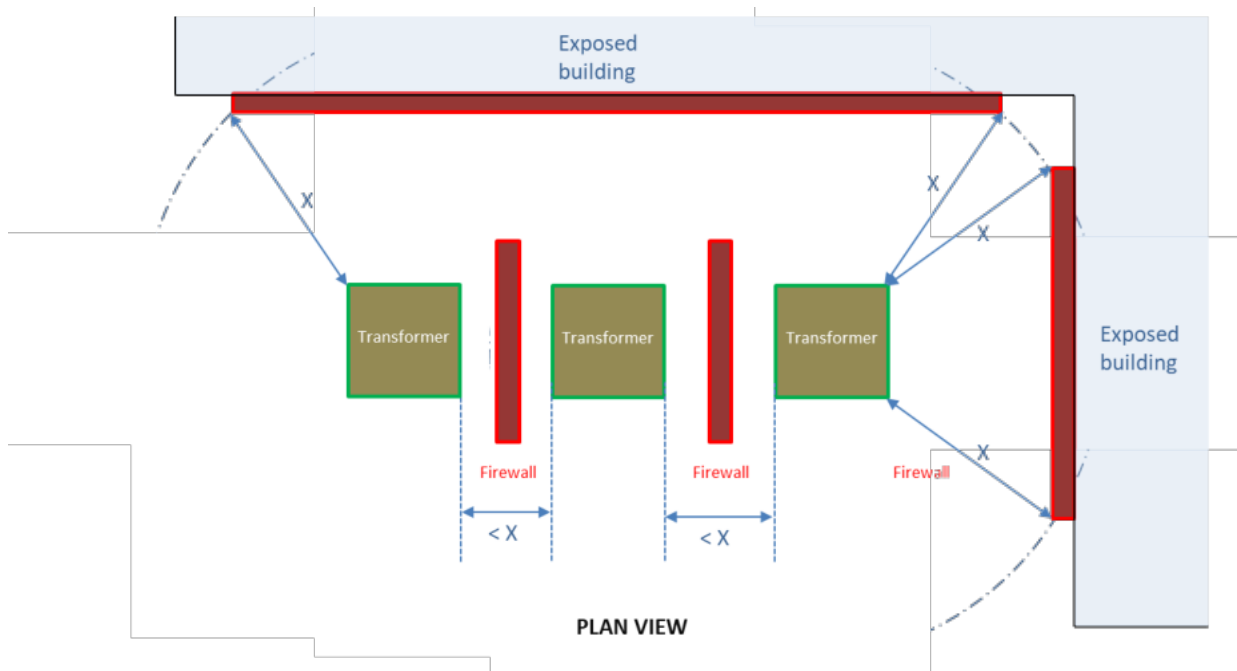 Exposed
building
X
X
X
Transformer
Transformer
Transformer
Exposed
building
X
Firewall
Firewall
Firewall
< X
< X
PLAN VIEW